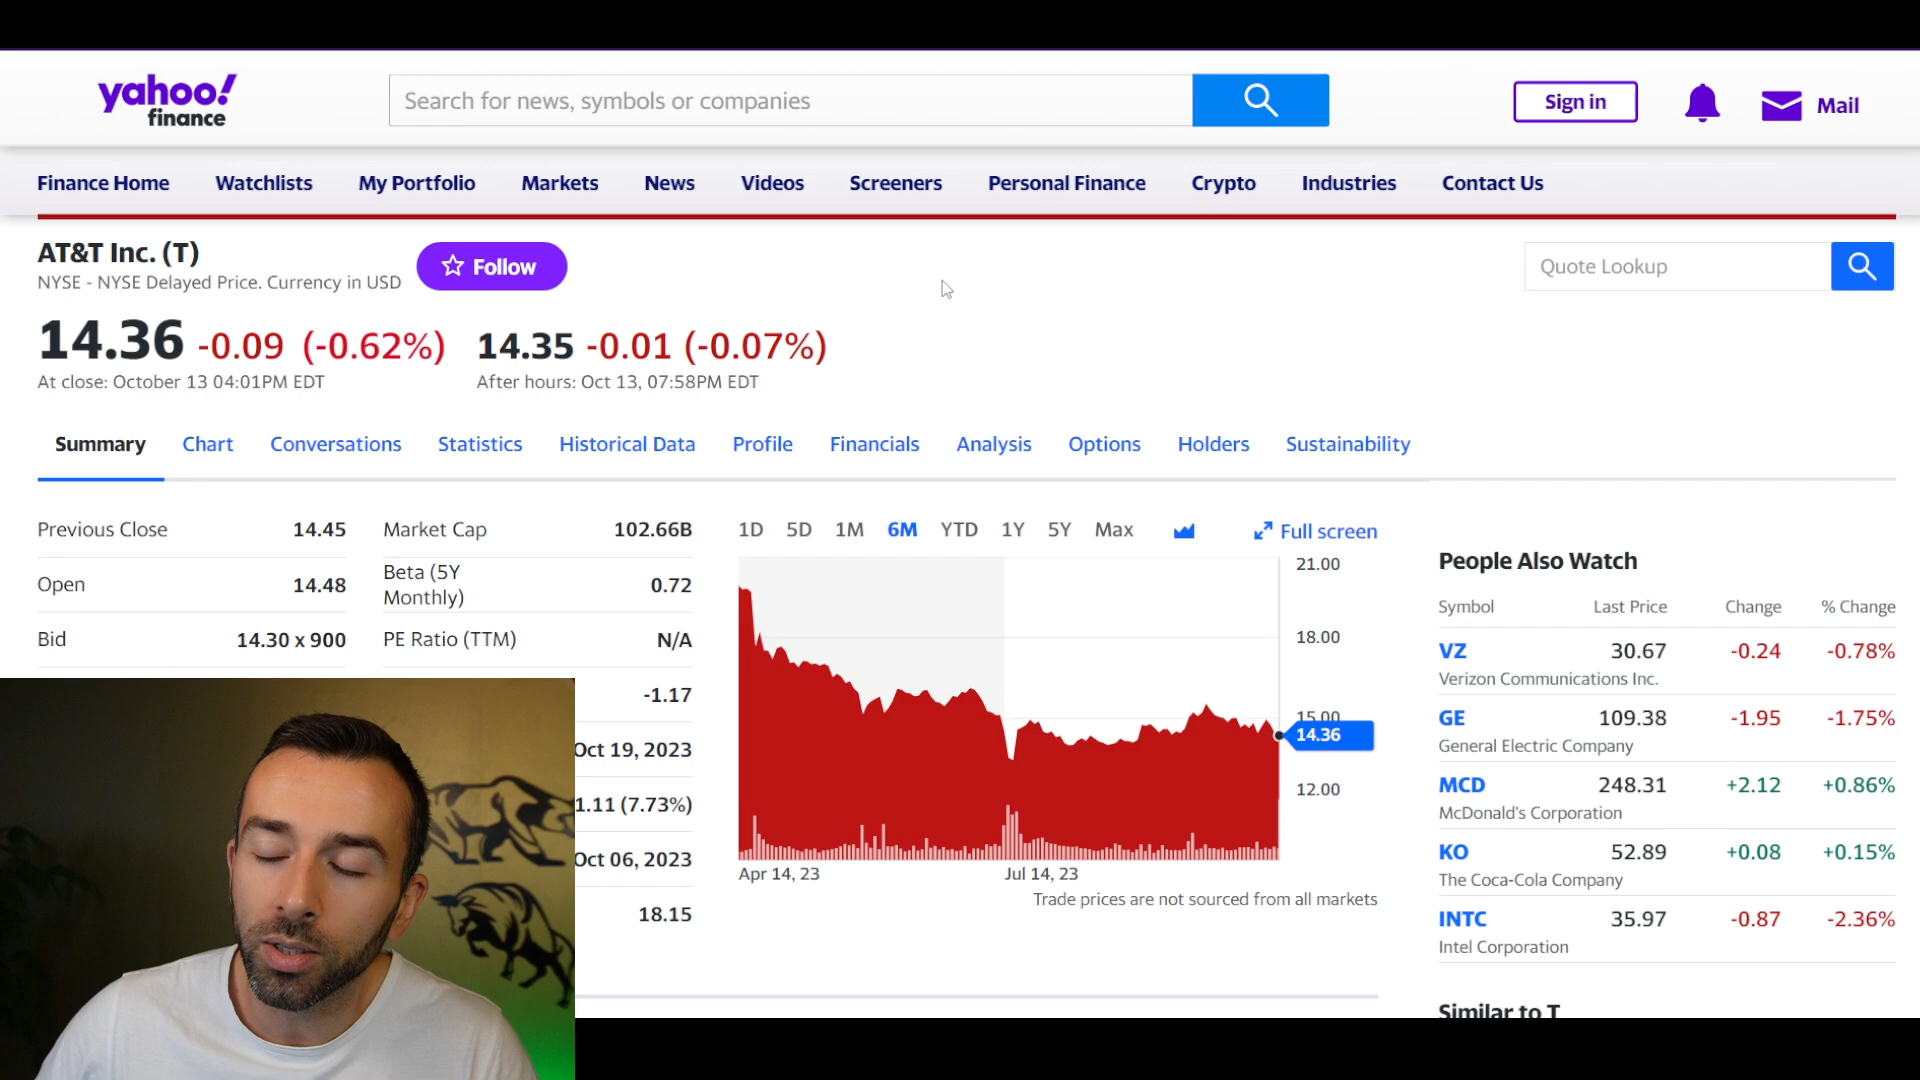 yahoo!
finance
Search for news, symbols or companies
Sign in
Mail
Finance Home Watchlists My Portfolio Markets News Videos Screeners Personal Finance Crypto Industries Contact Us
AT&T Inc. (T)
NYSE - NYSE Delayed Price. Currency in USD
Follow
Quote Lookup
14.36 -0.09 (-0.62%) 14.35 -0.01 (-0.07%)
At close: October 13 04:01PM EDT After hours: Oct 13, 07:58PM EDT
Summary Chart Conversations Statistics Historical Data Profile Financials Analysis Options Holders Sustainability
Previous Close 14.45
Open 14.48
Bid 14.30 x 900
Market Cap 102.66B
Beta (5Y
Monthly) 0.72
PE Ratio (TTM) N/A
-1.17
Oct 19, 2023
1.11 (7.73%)
Oct 06, 2023
18.15
1D 5D 1M 6M YTD 1Y 5Y Max Full screen
21.00
18.00
15.00
14.36
12.00
Apr 14, 23 Jul 14, 23
Trade prices are not sourced from all markets
People Also Watch
Symbol Last Price Change % Change
VZ 30.67 -0.24 -0.78%
Verizon Communications Inc.
GE 109.38 -1.95 -1.75%
General Electric Company
MCD 248.31 +2.12 +0.86%
McDonald's Corporation
KO 52.89 +0.08 +0.15%
The Coca-Cola Company
INTC 35.97 -0.87 -2.36%
Intel Corporation
Similar to T